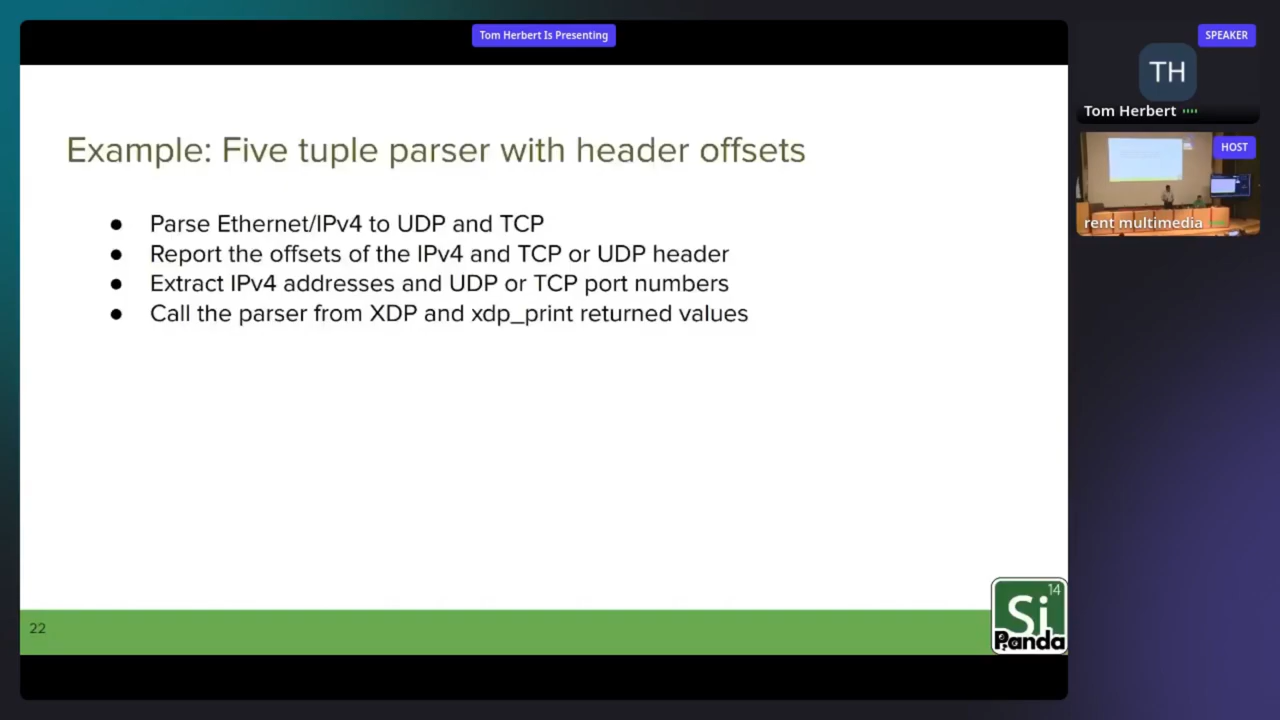 Tom Herbert Is Presenting
Example: Five tuple parser with header offsets
● Parse Ethernet/IPv4 to UDP and TCP
● Report the offsets of the IPv4 and TCP or UDP header
● Extract IPv4 addresses and UDP or TCP port numbers
● Call the parser from XDP and xdp_print returned values
22
14
Si
Panda
SPEAKER
TH
Tom Herbert
HOST
rent multimedia